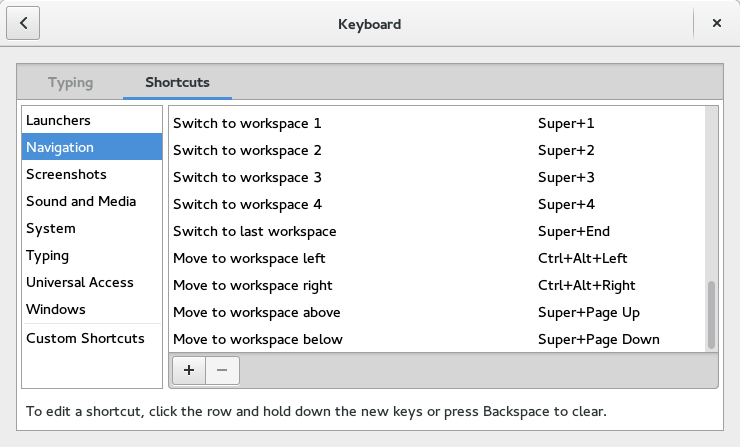 Keyboard
Typing Shortcuts
Launchers
Navigation
Screenshots
Sound and Media
System
Typing
Universal Access
Windows
Custom Shortcuts
Switch to workspace 1 Super+1
Switch to workspace 2 Super+2
Switch to workspace 3 Super+3
Switch to workspace 4 Super+4
Switch to last workspace Super+End
Move to workspace left Ctrl+Alt+Left
Move to workspace right Ctrl+Alt+Right
Move to workspace above Super+Page Up
Move to workspace below Super+Page Down
To edit a shortcut, click the row and hold down the new keys or press Backspace to clear.